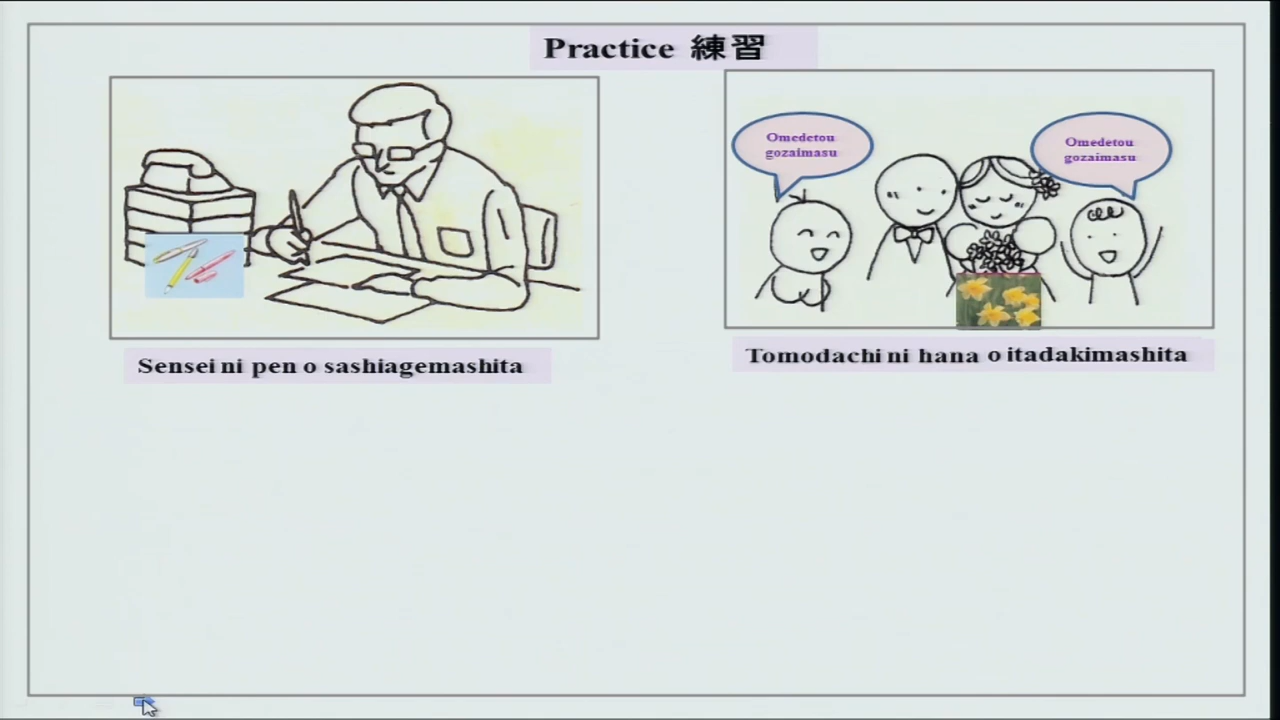 Practice 練習
Omedetou
gozaimasu
Omedetou
gozaimasu
Sensei ni pen o sashiagemashita
Tomodachi ni hana o itadakimashita